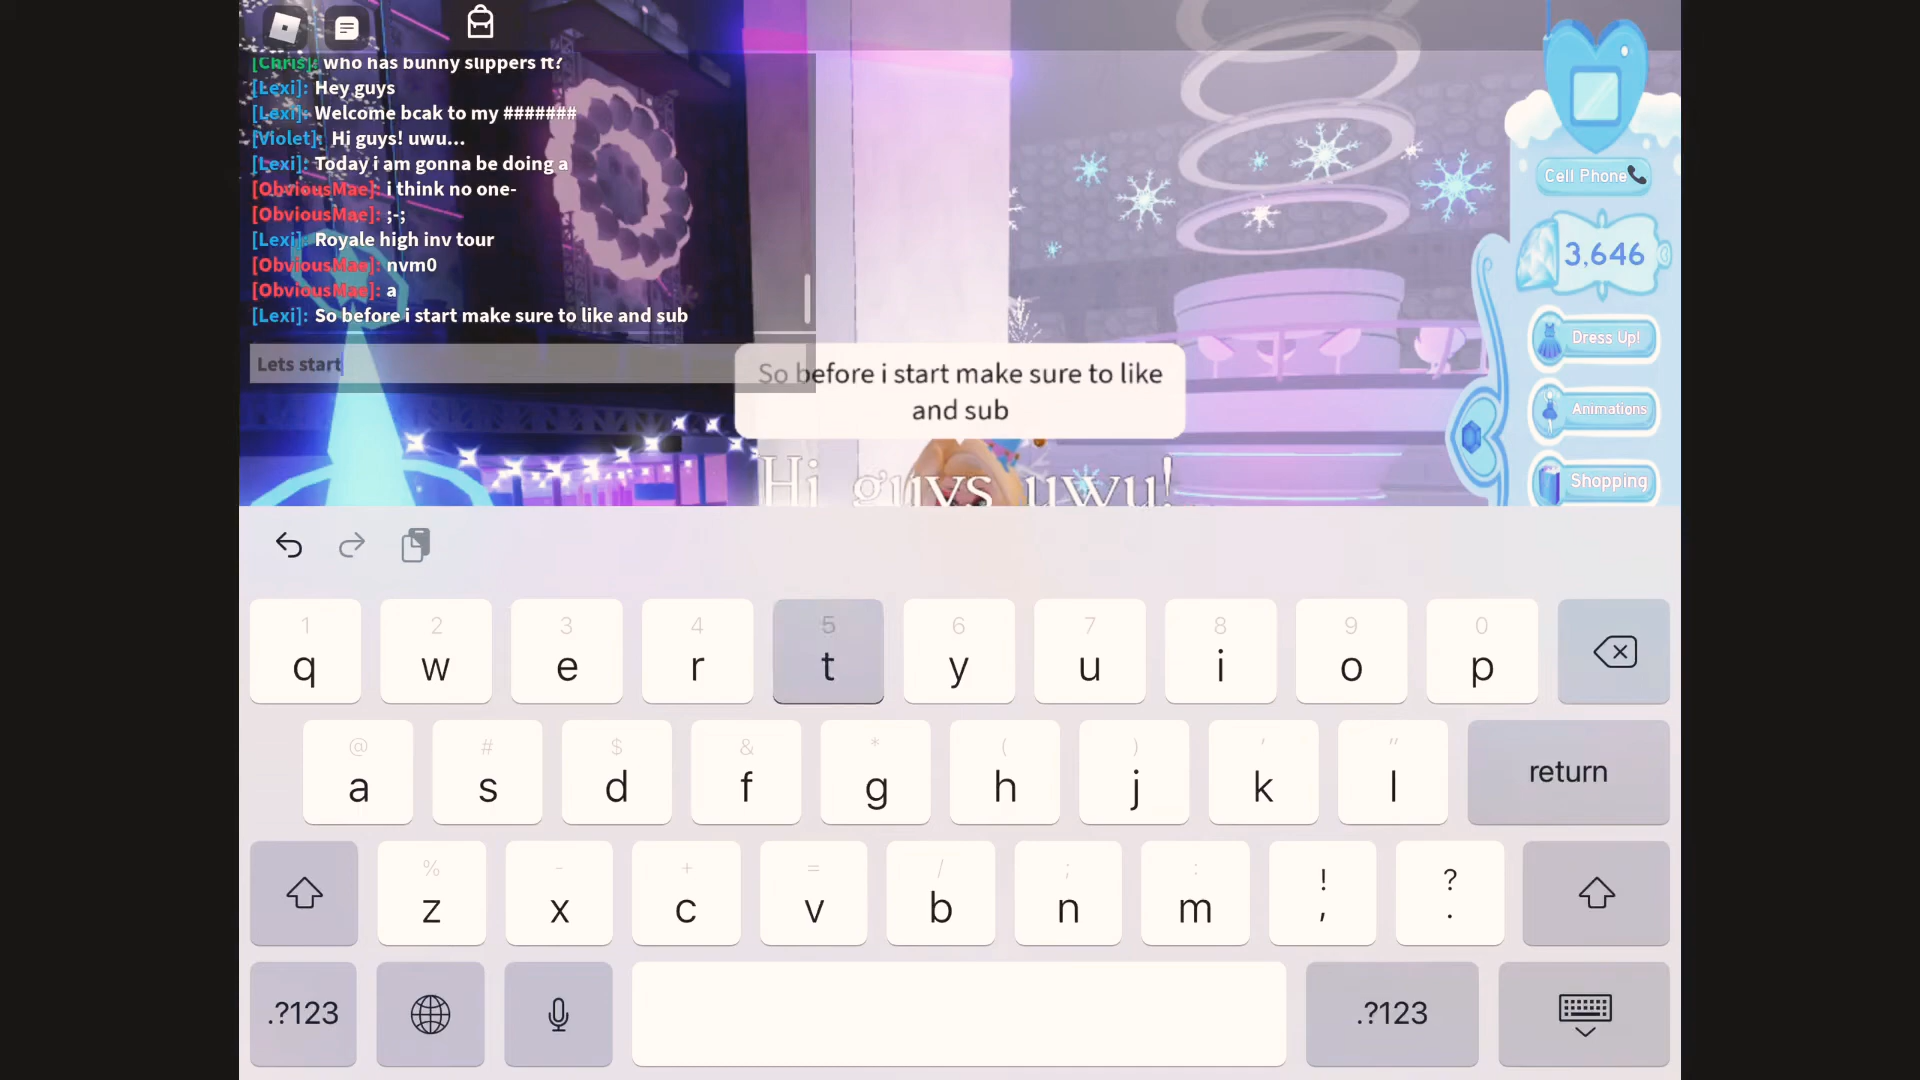 [Chris]: who has bunny slippers it?
[Lexi]: Hey guys
[Lexi]: Welcome bcak to my #######
[Violet]: Hi guys! uwu...
[Lexi]: Today i am gonna be doing a
[ObviousMae]: i think no one-
[ObviousMae]: ;-;
[Lexi]: Royale high inv tour
[ObviousMae]: nvm0
[ObviousMae]: a
[Lexi]: So before i start make sure to like and sub
Lets start
So before i start make sure to like
and sub
Hi guys uwu!
Cell Phone
3,646
Dress Up!
Animations
Shopping
1 2 3 4 5 6 7 8 9 0
q w e r t y u i o p
@ # $ & * ( ) ' "
a s d f g h j k l return
% - + = / ; : ! ?
z x c v b n m , .
.?123 .?123